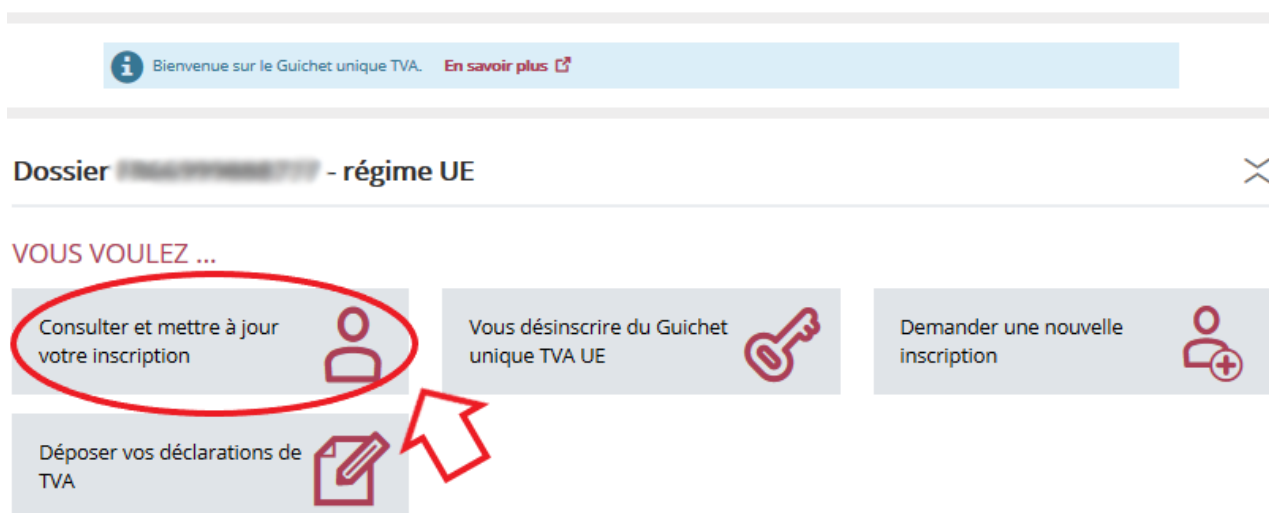 Bienvenue sur le Guichet unique TVA. En savoir plus
Dossier - régime UE
VOUS VOULEZ ...
Consulter et mettre à jour
votre inscription
Vous désinscrire du Guichet
unique TVA UE
Demander une nouvelle
inscription
Déposer vos déclarations de
TVA